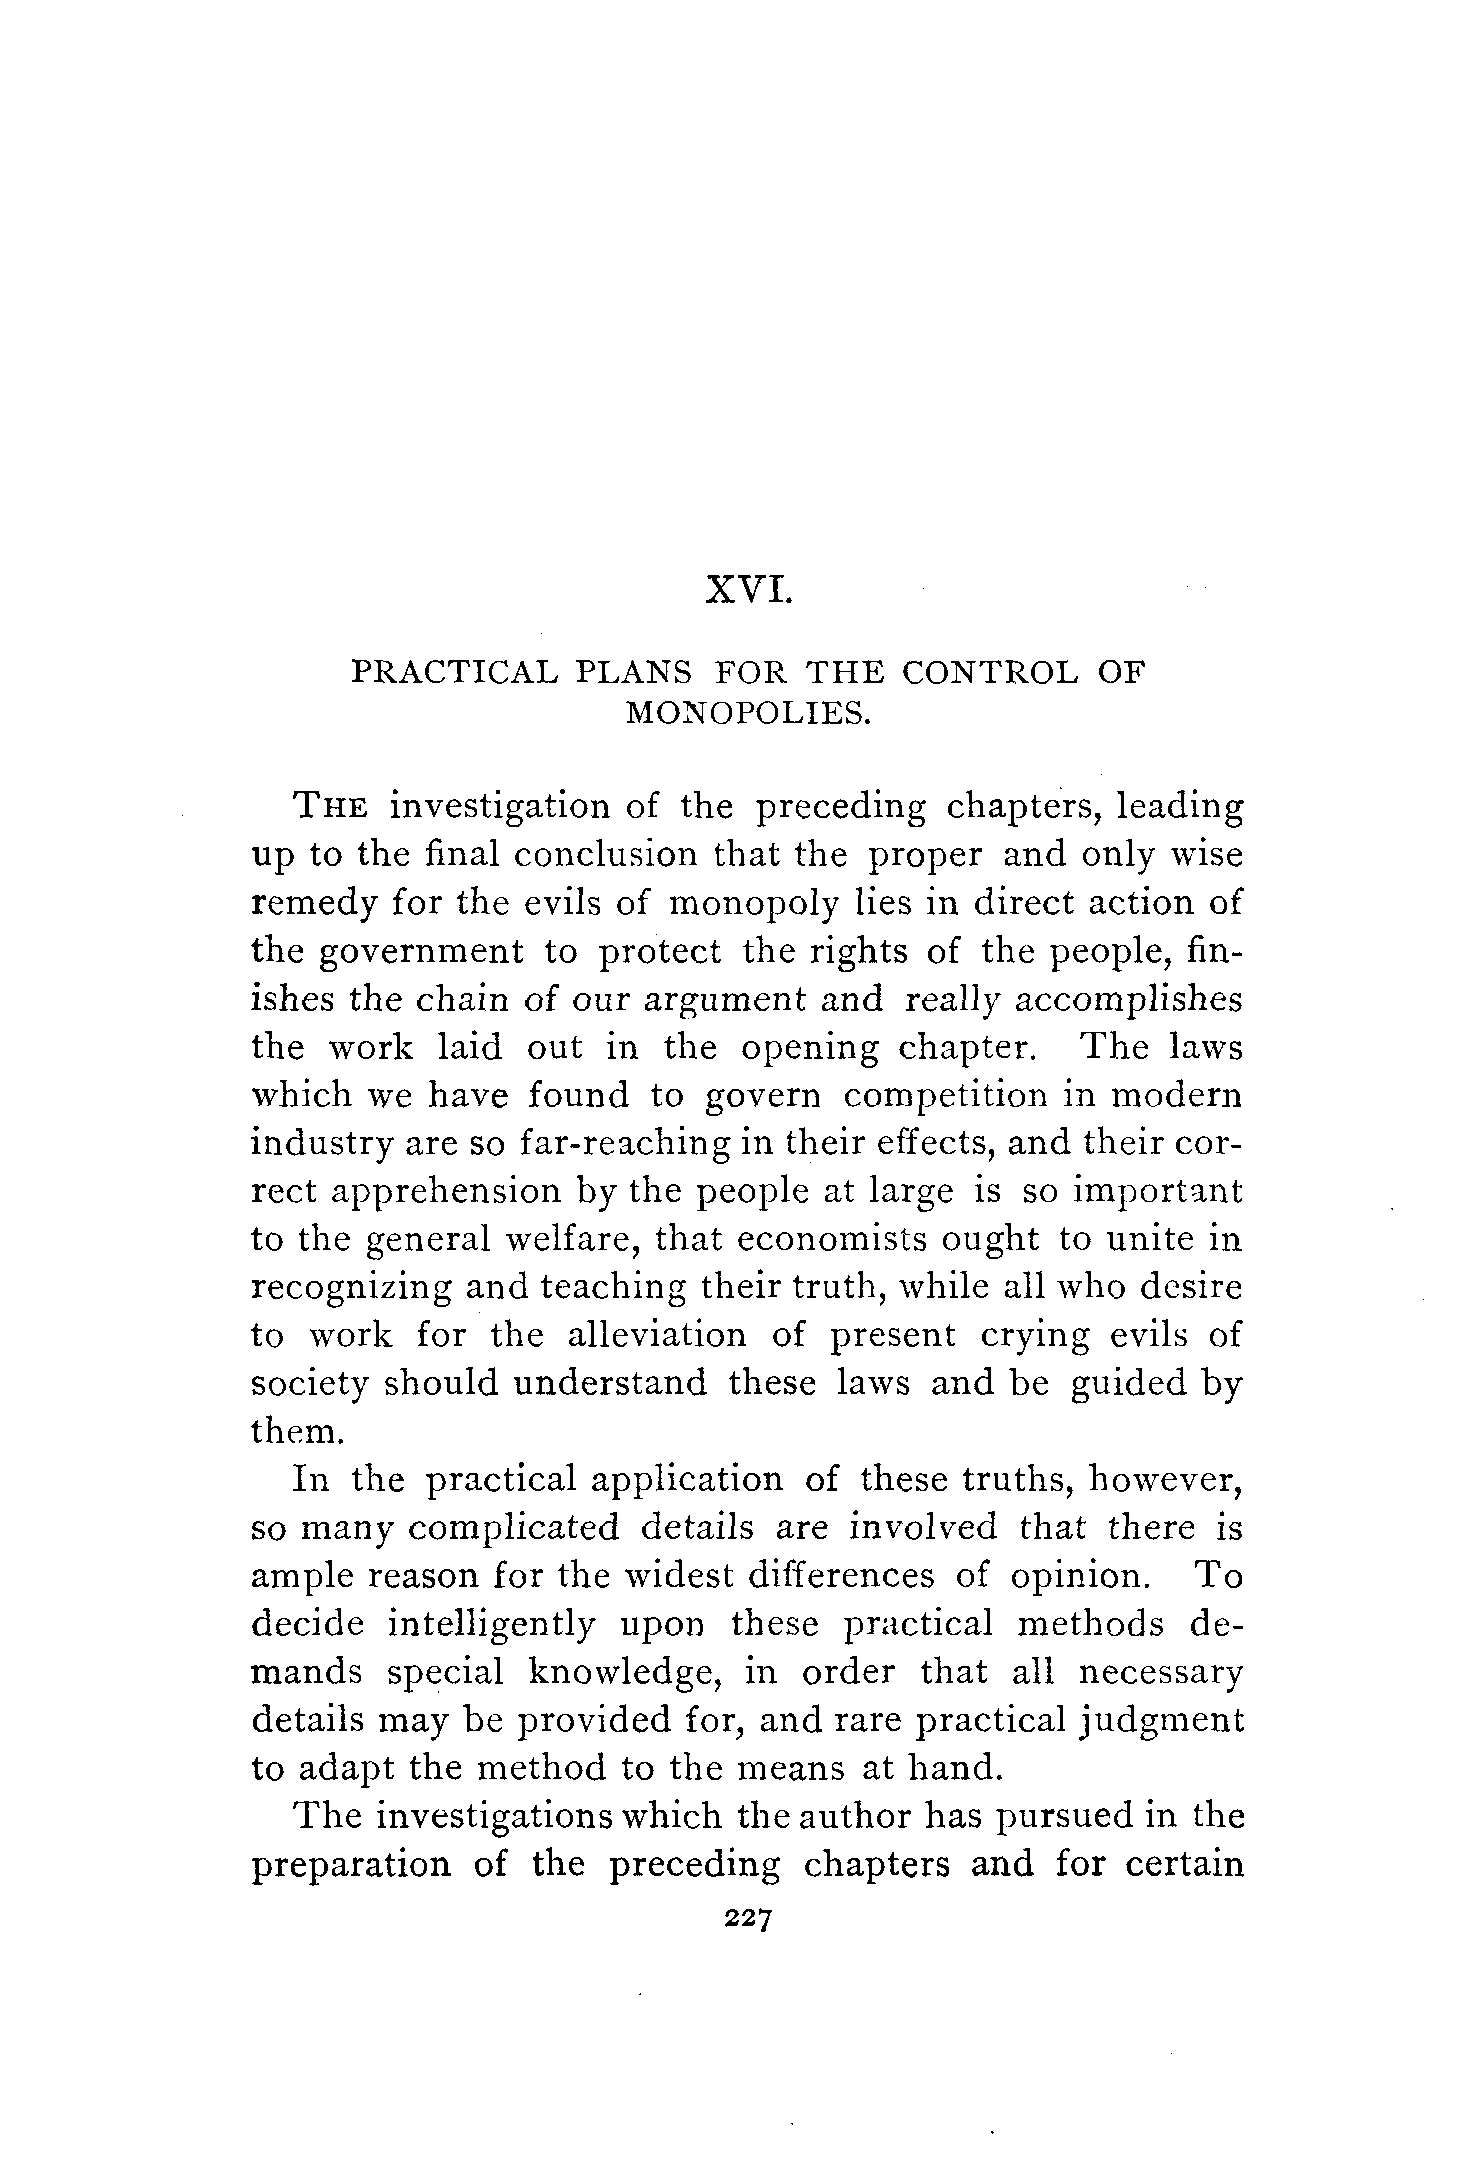 XVI.
PRACTICAL PLANS FOR THE CONTROL OF
MONOPOLIES.
THE investigation of the preceding chapters, leading
up to the final conclusion that the proper and only wise
remedy for the evils of monopoly lies in direct action of
the government to protect the rights of the people, fin-
ishes the chain of our argument and really accomplishes
the work laid out in the opening chapter. The laws
which we have found to govern competition in modern
industry are so far-reaching in their effects, and their cor-
rect apprehension by the people at large is so important
to the general welfare, that economists ought to unite in
recognizing and teaching their truth, while all who desire
to work for the alleviation of present crying evils of
society should understand these laws and be guided by
them.
In the practical application of these truths, however,
so many complicated details are involved that there is
ample reason for the widest differences of opinion. To
decide intelligently upon these practical methods de-
mands special knowledge, in order that all necessary
details may be provided for, and rare practical judgment
to adapt the method to the means at hand.
The investigations which the author has pursued in the
preparation of the preceding chapters and for certain
227